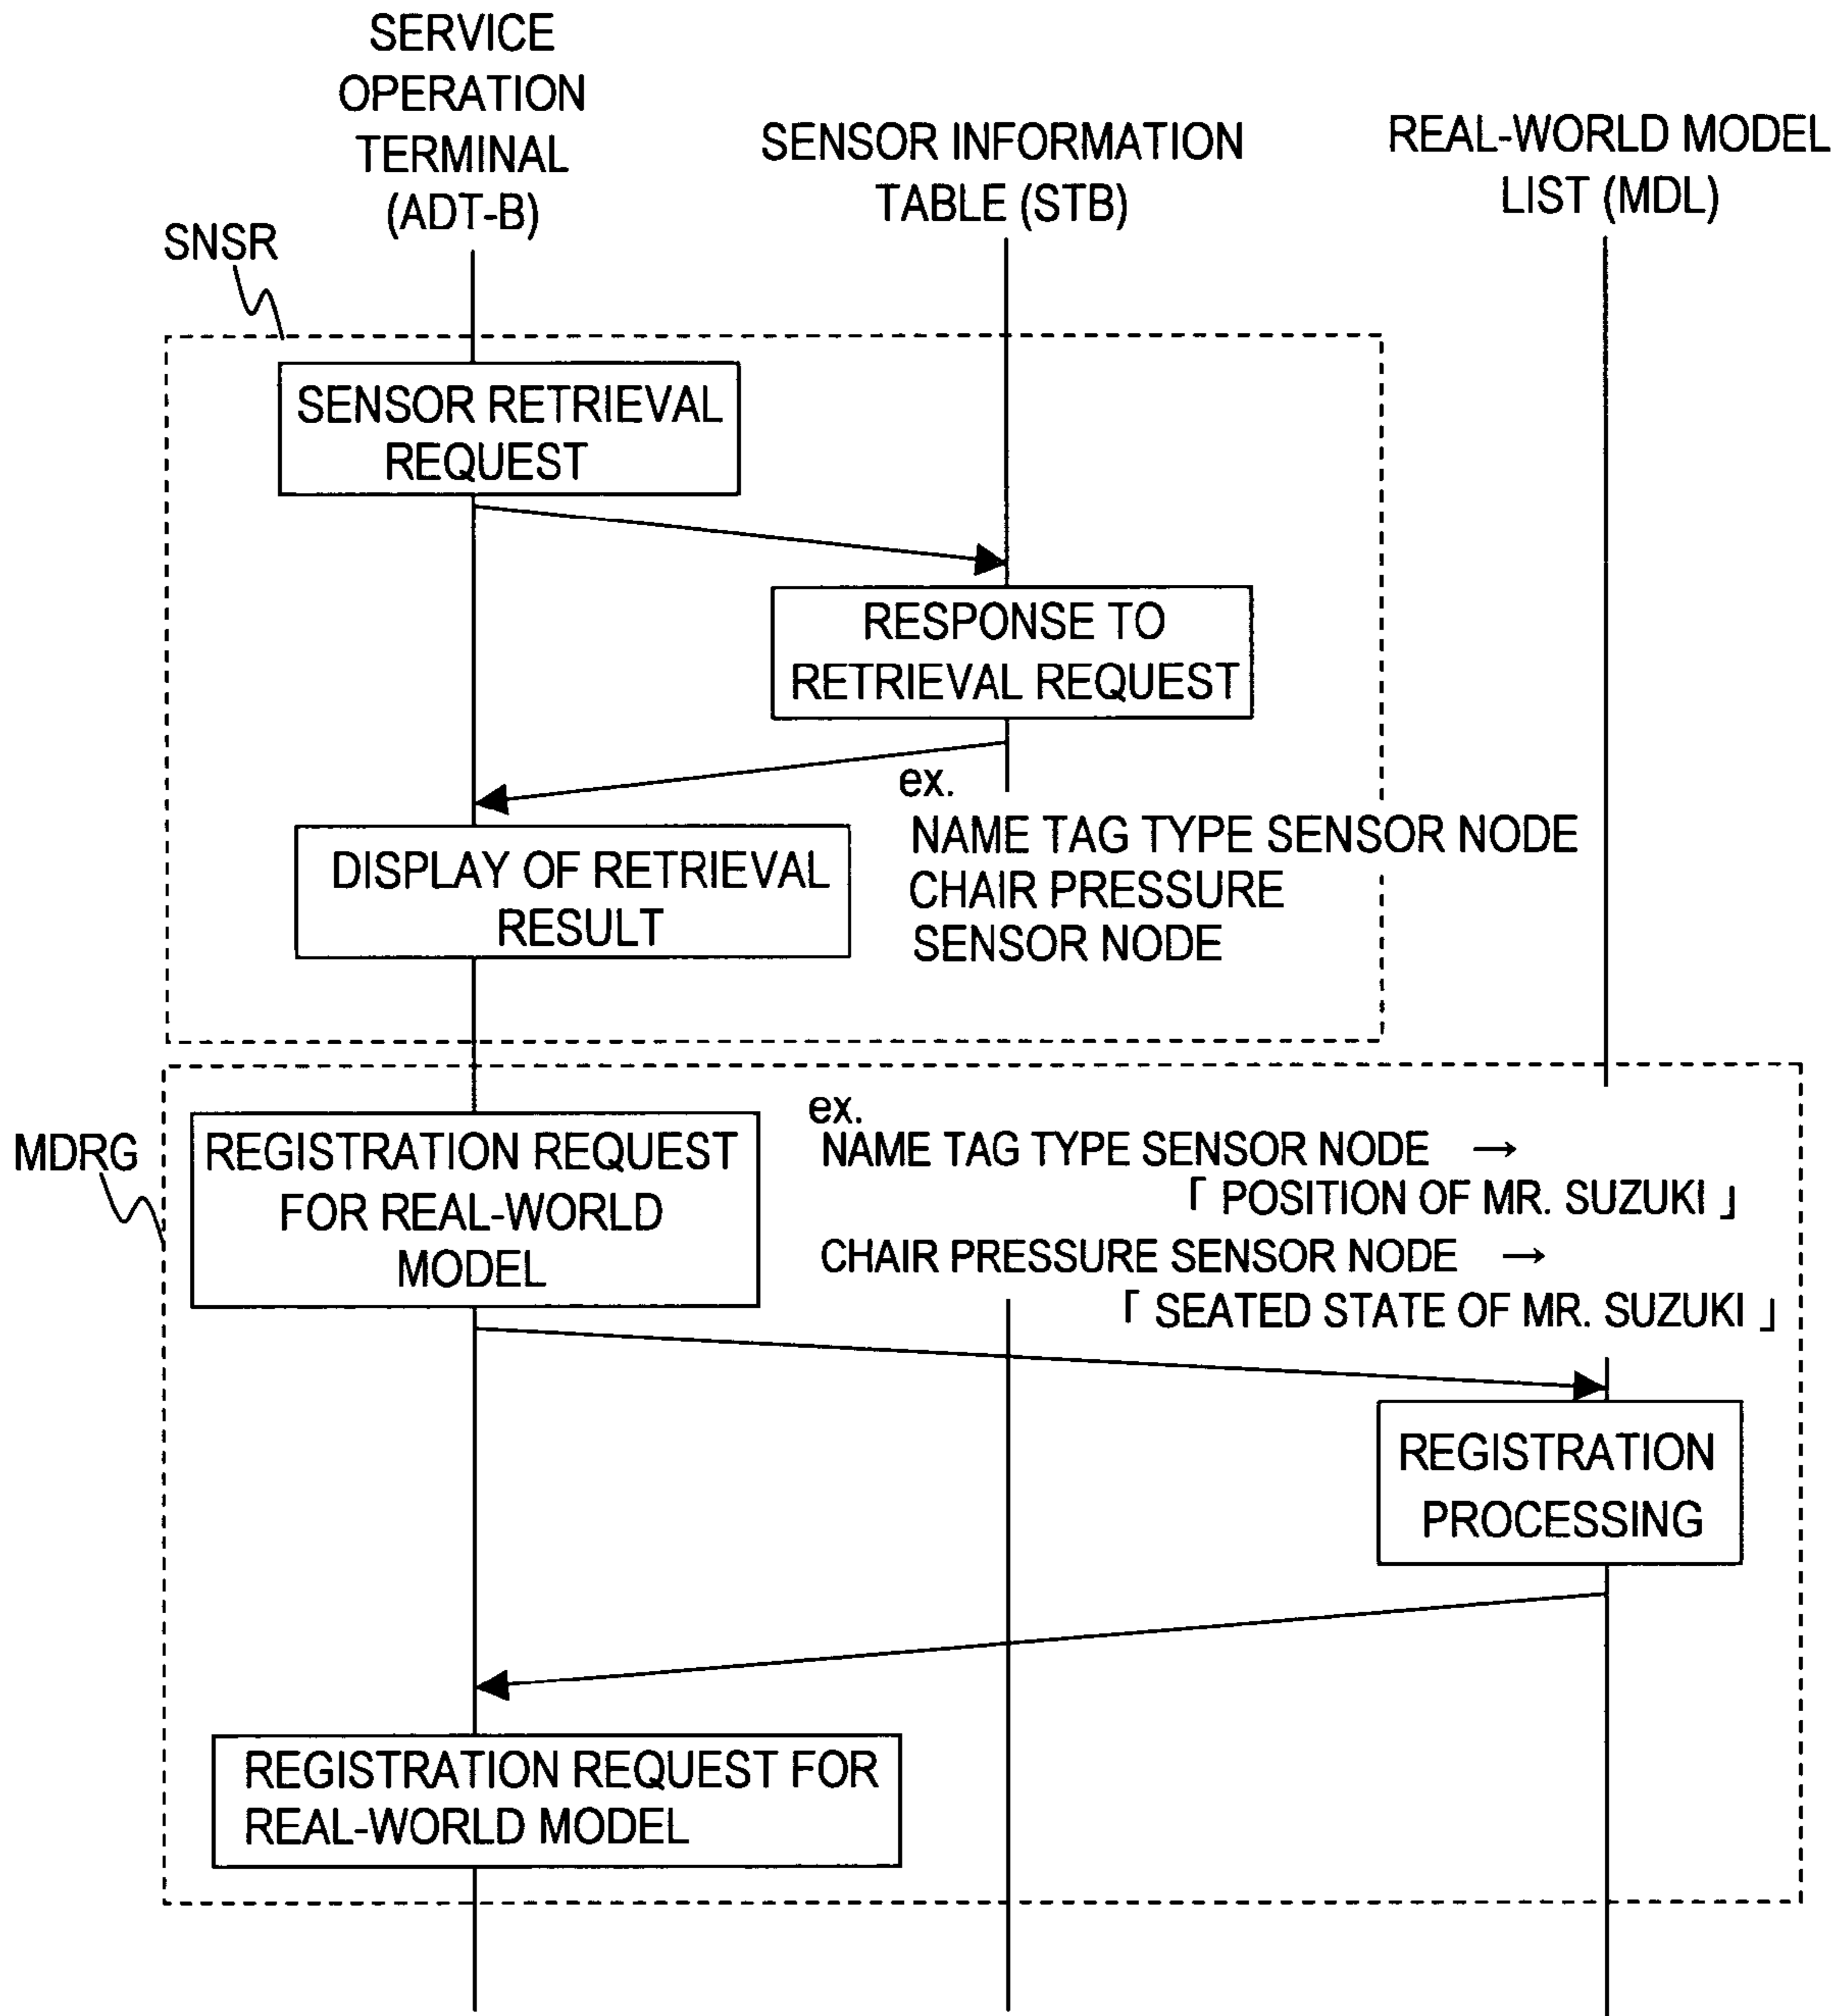 SERVICE
OPERATION
TERMINAL
(ADT-B)
SENSOR INFORMATION
TABLE (STB)
REAL-WORLD MODEL
LIST (MDL)
SNSR
SENSOR RETRIEVAL
REQUEST
RESPONSE TO
RETRIEVAL REQUEST
ex.
NAME TAG TYPE SENSOR NODE
CHAIR PRESSURE
SENSOR NODE
DISPLAY OF RETRIEVAL
RESULT
MDRG
REGISTRATION REQUEST
FOR REAL-WORLD
MODEL
ex.
NAME TAG TYPE SENSOR NODE →
「 POSITION OF MR. SUZUKI 」
CHAIR PRESSURE SENSOR NODE →
「 SEATED STATE OF MR. SUZUKI 」
REGISTRATION
PROCESSING
REGISTRATION REQUEST FOR
REAL-WORLD MODEL